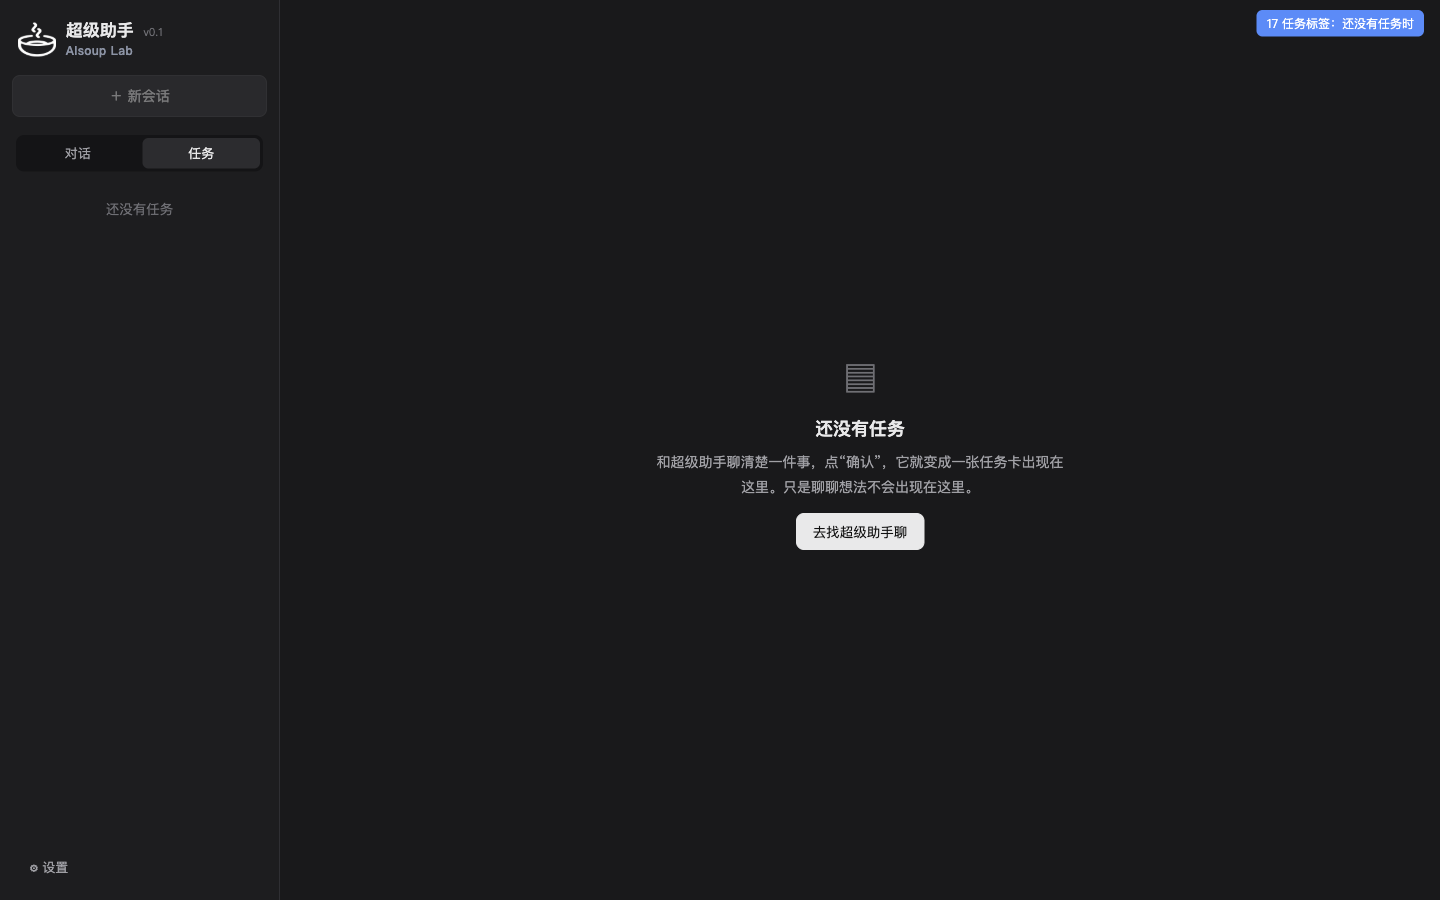 超级助手 v0.1
AIsoup Lab
17 任务标签：还没有任务时
+ 新会话
对话 任务
还没有任务
还没有任务
和超级助手聊清楚一件事，点“确认”，它就变成一张任务卡出现在
这里。只是聊聊想法不会出现在这里。
去找超级助手聊
设置